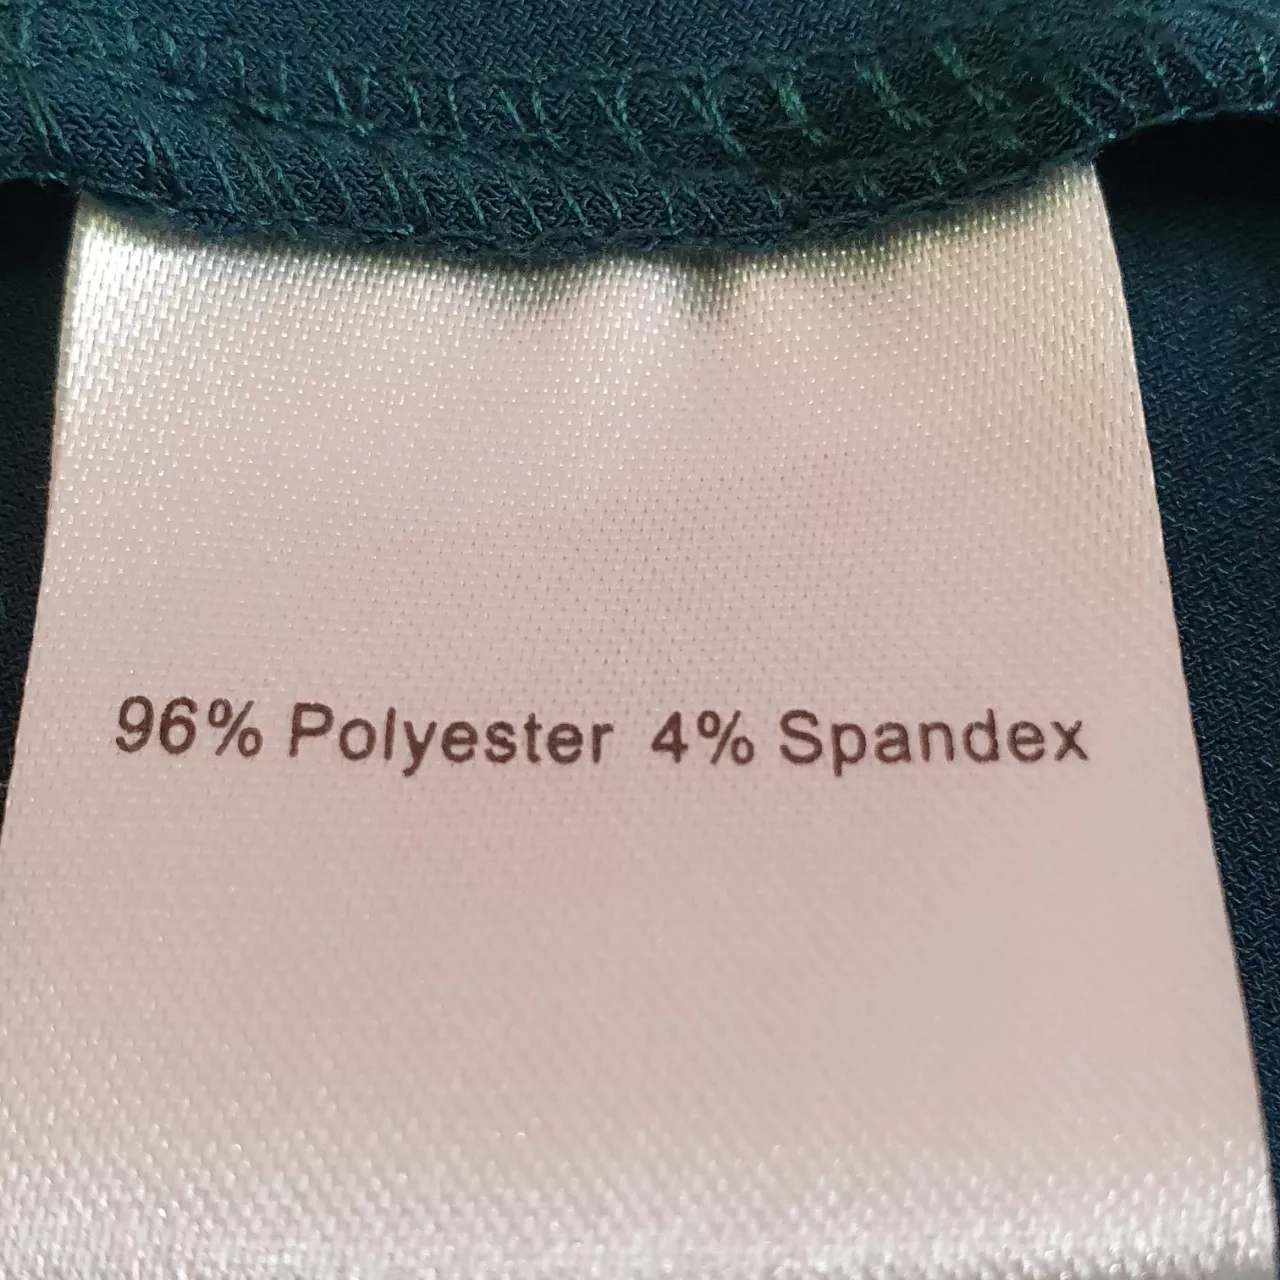 96% Polyester 4% Spandex